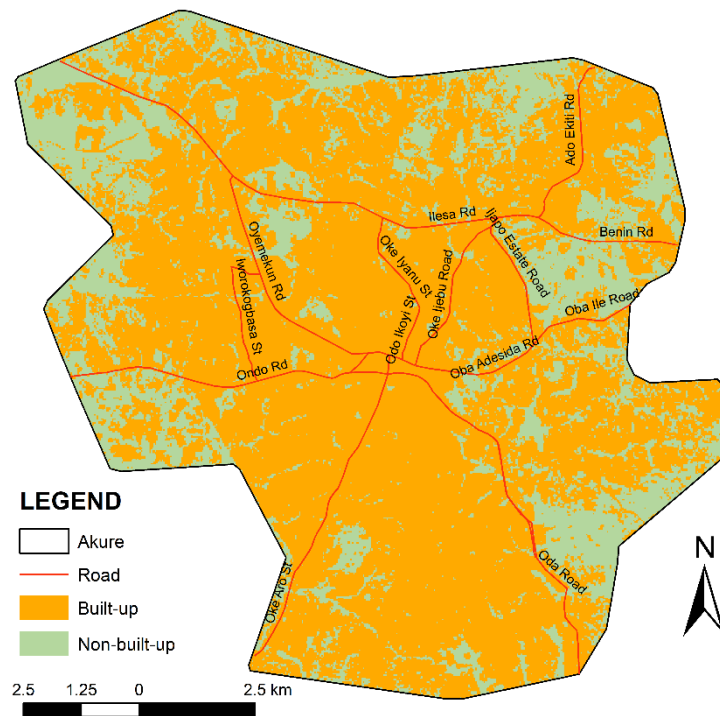 Ado Ekiti Rd
Ilesa Rd
Ijapo Estate Road
Benin Rd
Oyemekun Rd
Oke Iyanu St
Iworokogbasa St
Oke Ijebu Road
Oba Ile Road
Odo Ikoyi St
Oba Adesida Rd
Ondo Rd
Oke Aro St
Oda Road
LEGEND
Akure
Road
Built-up
Non-built-up
N
2.5 1.25 0 2.5 km